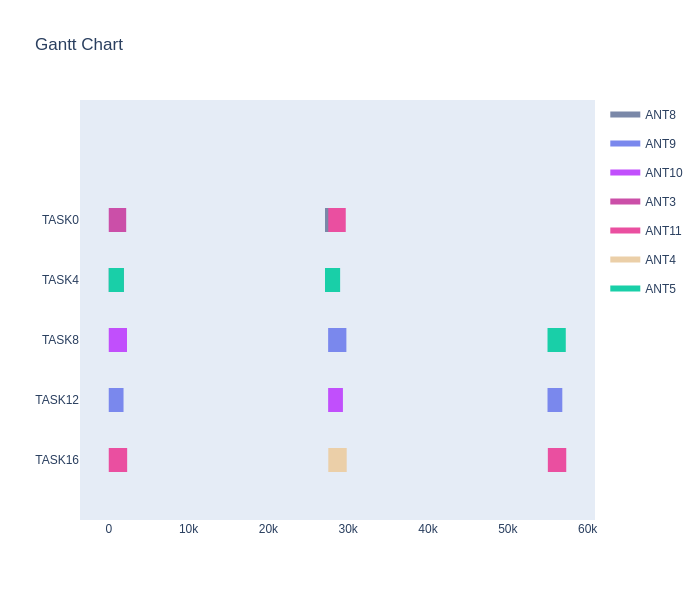 Gantt Chart
ANT8
ANT9
ANT10
ANT3
ANT11
ANT4
ANT5
TASK0
TASK4
TASK8
TASK12
TASK16
0 10k 20k 30k 40k 50k 60k